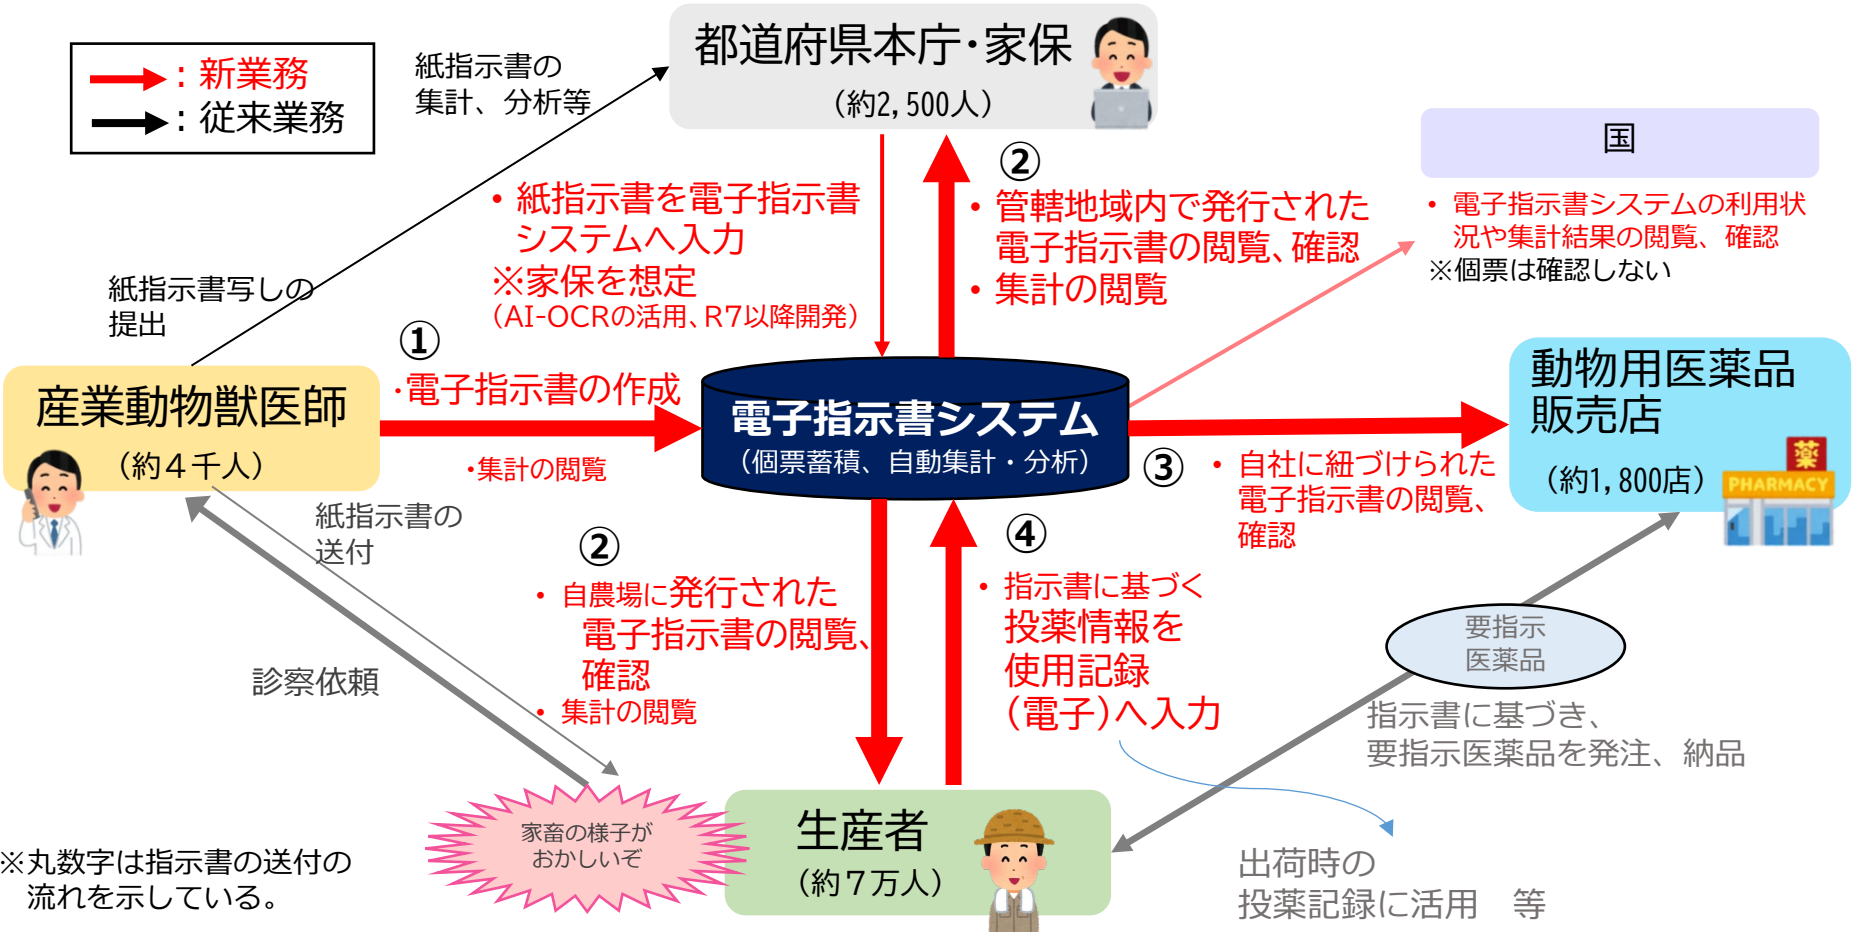 ：新業務
：従来業務
紙指示書の
集計、分析等
都道府県本庁・家保
（約2,500人）
国
・電子指示書システムの利用状
況や集計結果の閲覧、確認
※個票は確認しない
②
・管轄地域内で発行された
電子指示書の閲覧、確認
・集計の閲覧
・紙指示書を電子指示書
システムへ入力
※家保を想定
（AI-OCRの活用、R7以降開発）
紙指示書写しの
提出
①
・電子指示書の作成
・集計の閲覧
産業動物獣医師
（約４千人）
電子指示書システム
（個票蓄積、自動集計・分析）
動物用医薬品
販売店
（約1,800店）
薬
PHARMACY
③
・自社に紐づけられた
電子指示書の閲覧、
確認
紙指示書の
送付
診察依頼
②
・自農場に発行された
電子指示書の閲覧、
確認
・集計の閲覧
④
・指示書に基づく
投薬情報を
使用記録
（電子）へ入力
要指示
医薬品
指示書に基づき、
要指示医薬品を発注、納品
家畜の様子が
おかしいぞ
生産者
（約７万人）
出荷時の
投薬記録に活用　等
※丸数字は指示書の送付の
流れを示している。